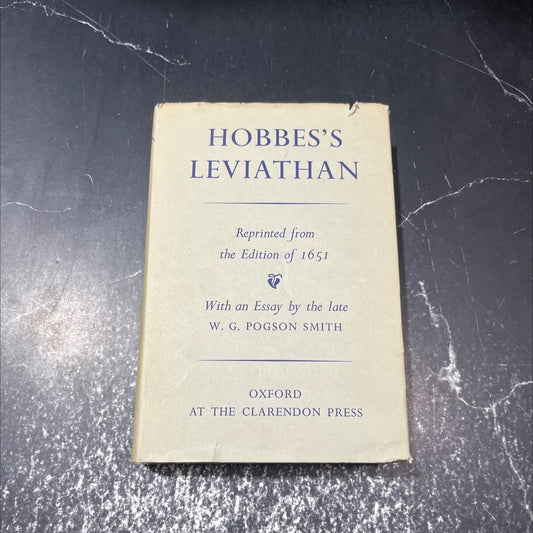 HOBBES'S
LEVIATHAN
Reprinted from
the Edition of 1651
With an Essay by the late
W. G. POGSON SMITH
OXFORD
AT THE CLARENDON PRESS